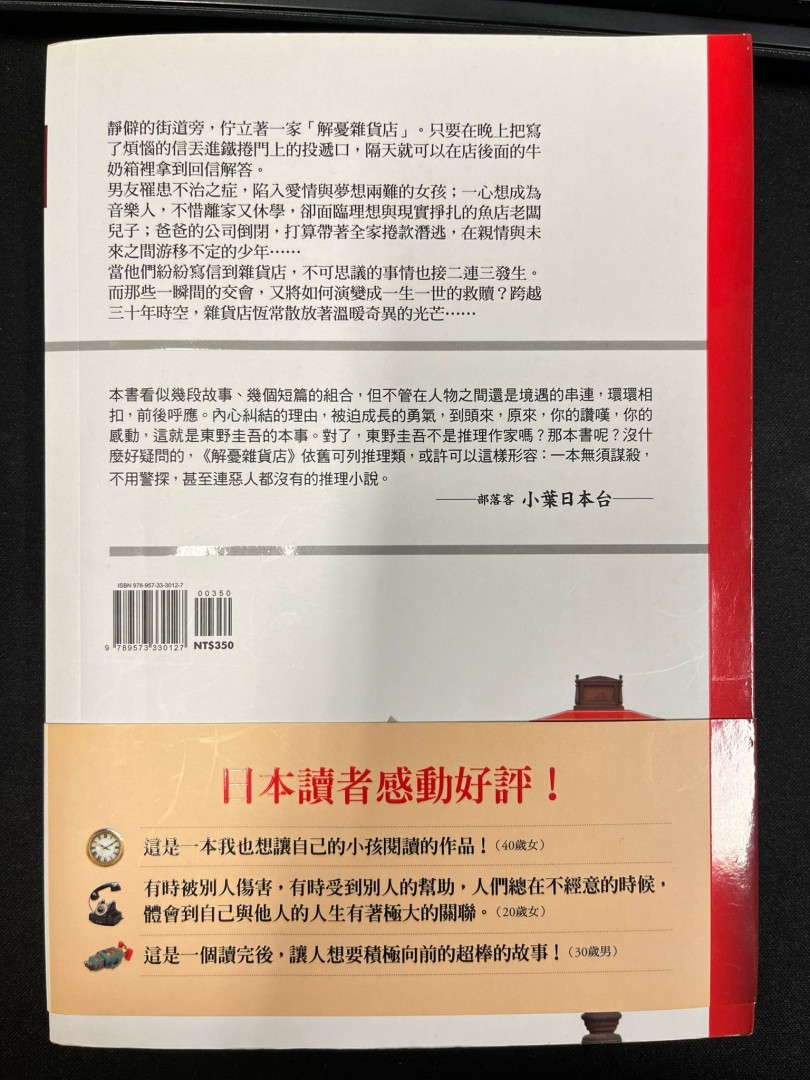 靜僻的街道旁，佇立著一家「解憂雜貨店」。只要在晚上把寫
了煩惱的信丟進鐵捲門上的投遞口，隔天就可以在店後面的牛
奶箱裡拿到回信解答。
男友罹患不治之症，陷入愛情與夢想兩難的女孩；一心想成為
音樂人，不惜離家又休學，卻面臨理想與現實掙扎的魚店老闆
兒子；爸爸的公司倒閉，打算帶著全家捲款潛逃，在親情與未
來之間游移不定的少年……
當他們紛紛寫信到雜貨店，不可思議的事情也接二連三發生。
而那些一瞬間的交會，又將如何演變成一生一世的救贖？跨越
三十年時空，雜貨店恆常散放著溫暖奇異的光芒……
本書看似幾段故事、幾個短篇的組合，但不管在人物之間還是境遇的串連，環環相
扣，前後呼應。內心糾結的理由，被迫成長的勇氣，到頭來，原來，你的讚嘆，你的
感動，這就是東野圭吾的本事。對了，東野圭吾不是推理作家嗎？那本書呢？沒什
麼好疑問的，《解憂雜貨店》依舊可列推理類，或許可以這樣形容：一本無須謀殺，
不用警探，甚至連惡人都沒有的推理小說。
——部落客 小葉日本台——
ISBN 978-957-33-3012-7
00350
9 789573 330127
NT$350
日本讀者感動好評！
這是一本我也想讓自己的小孩閱讀的作品！（40歲女）
有時被別人傷害，有時受到別人的幫助，人們總在不經意的時候，
體會到自己與他人的人生有著極大的關聯。（20歲女）
這是一個讀完後，讓人想要積極向前的超棒的故事！（30歲男）